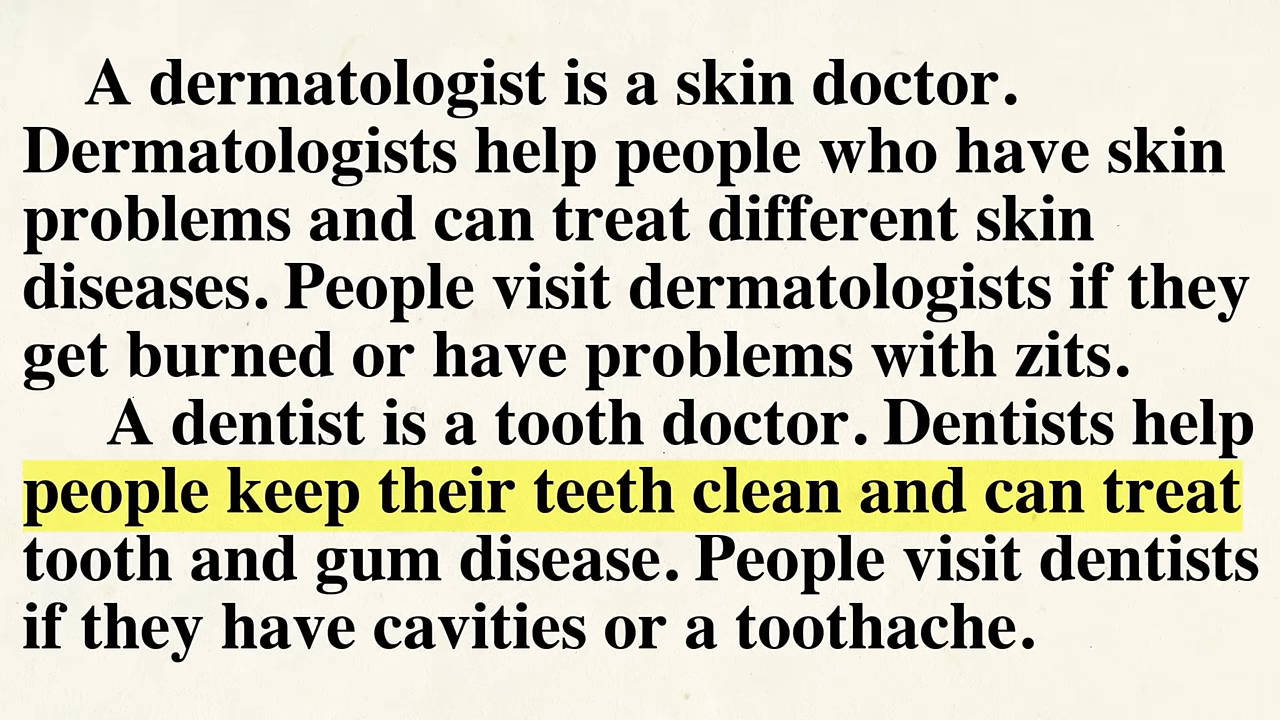 A dermatologist is a skin doctor.
Dermatologists help people who have skin
problems and can treat different skin
diseases. People visit dermatologists if they
get burned or have problems with zits.
A dentist is a tooth doctor. Dentists help
people keep their teeth clean and can treat
tooth and gum disease. People visit dentists
if they have cavities or a toothache.